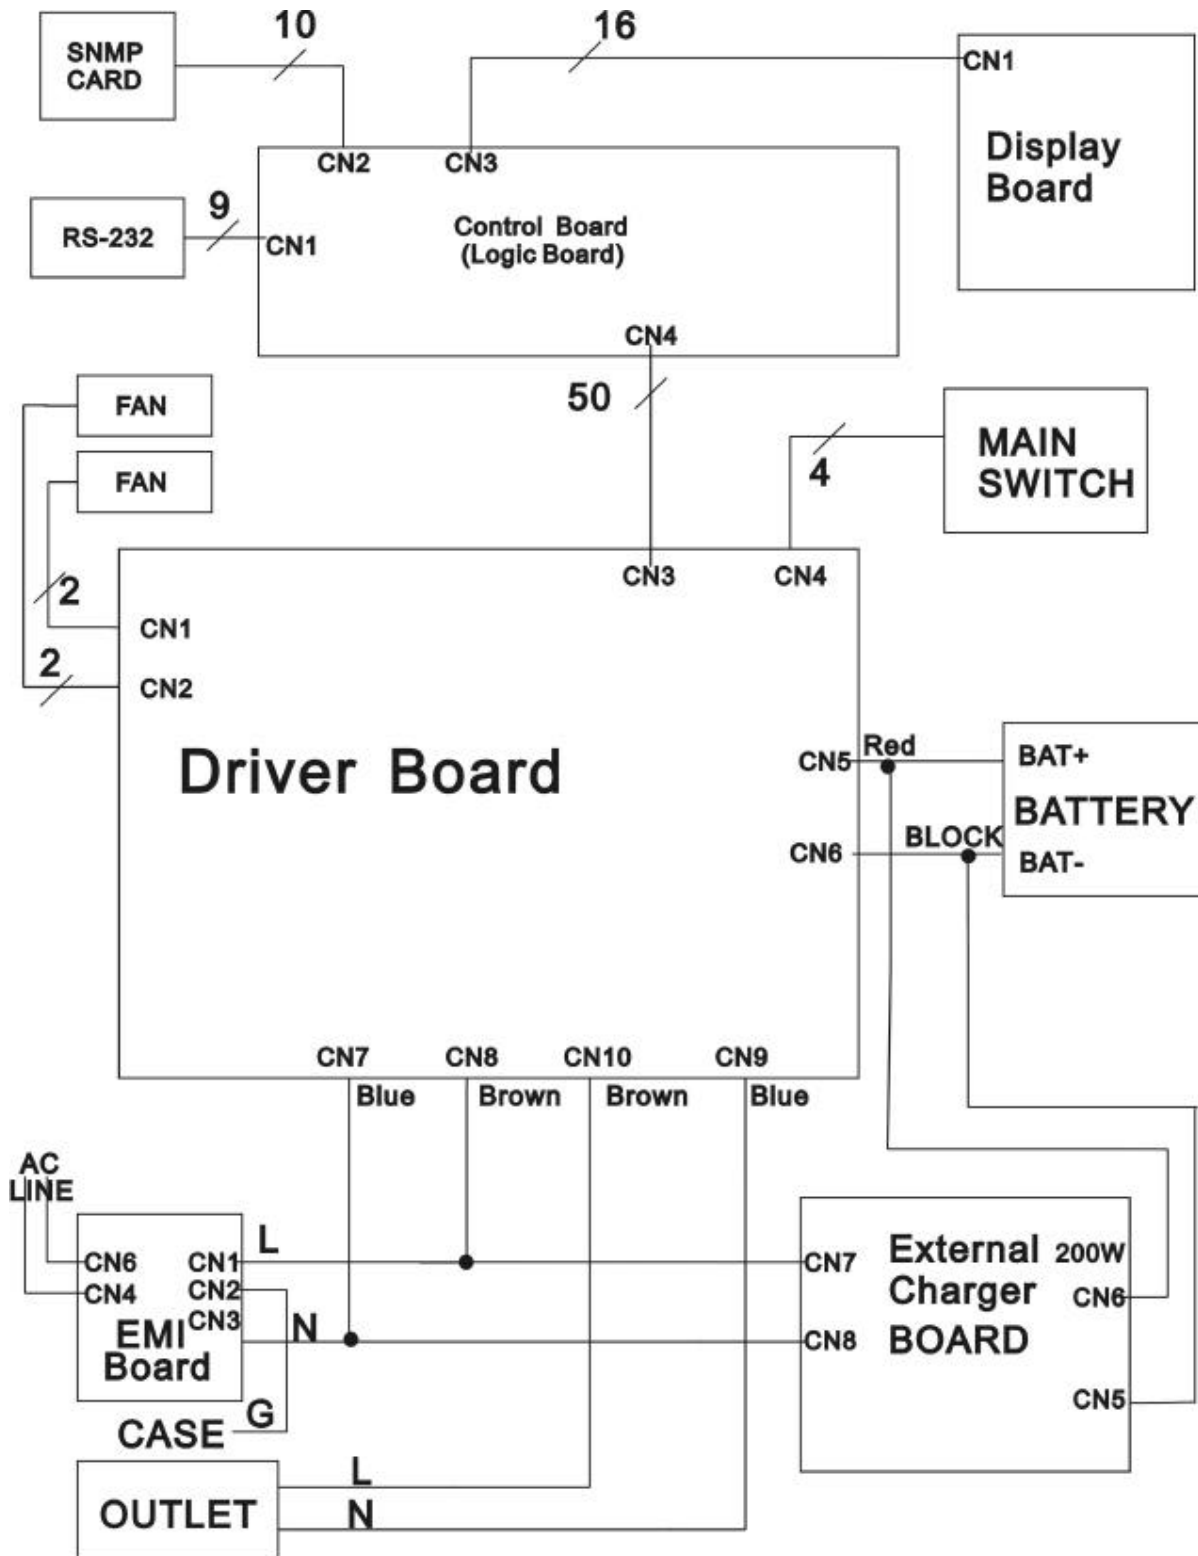 10
16
SNMP
CARD
CN1
Display
Board
CN2
CN3
9
RS-232
CN1
Control Board
(Logic Board)
CN4
FAN
50
MAIN
SWITCH
4
FAN
2
CN3
CN4
CN1
2
CN2
Driver Board
CN5
Red
BAT+
BATTERY
BLOCK
CN6
BAT-
CN7
CN8
CN10
CN9
Blue
Brown
Brown
Blue
AC
LINE
L
CN6
CN1
CN4
CN2
CN3
N
EMI
Board
G
CASE
CN7
External
200W
Charger
CN6
CN8
BOARD
CN5
L
OUTLET
N